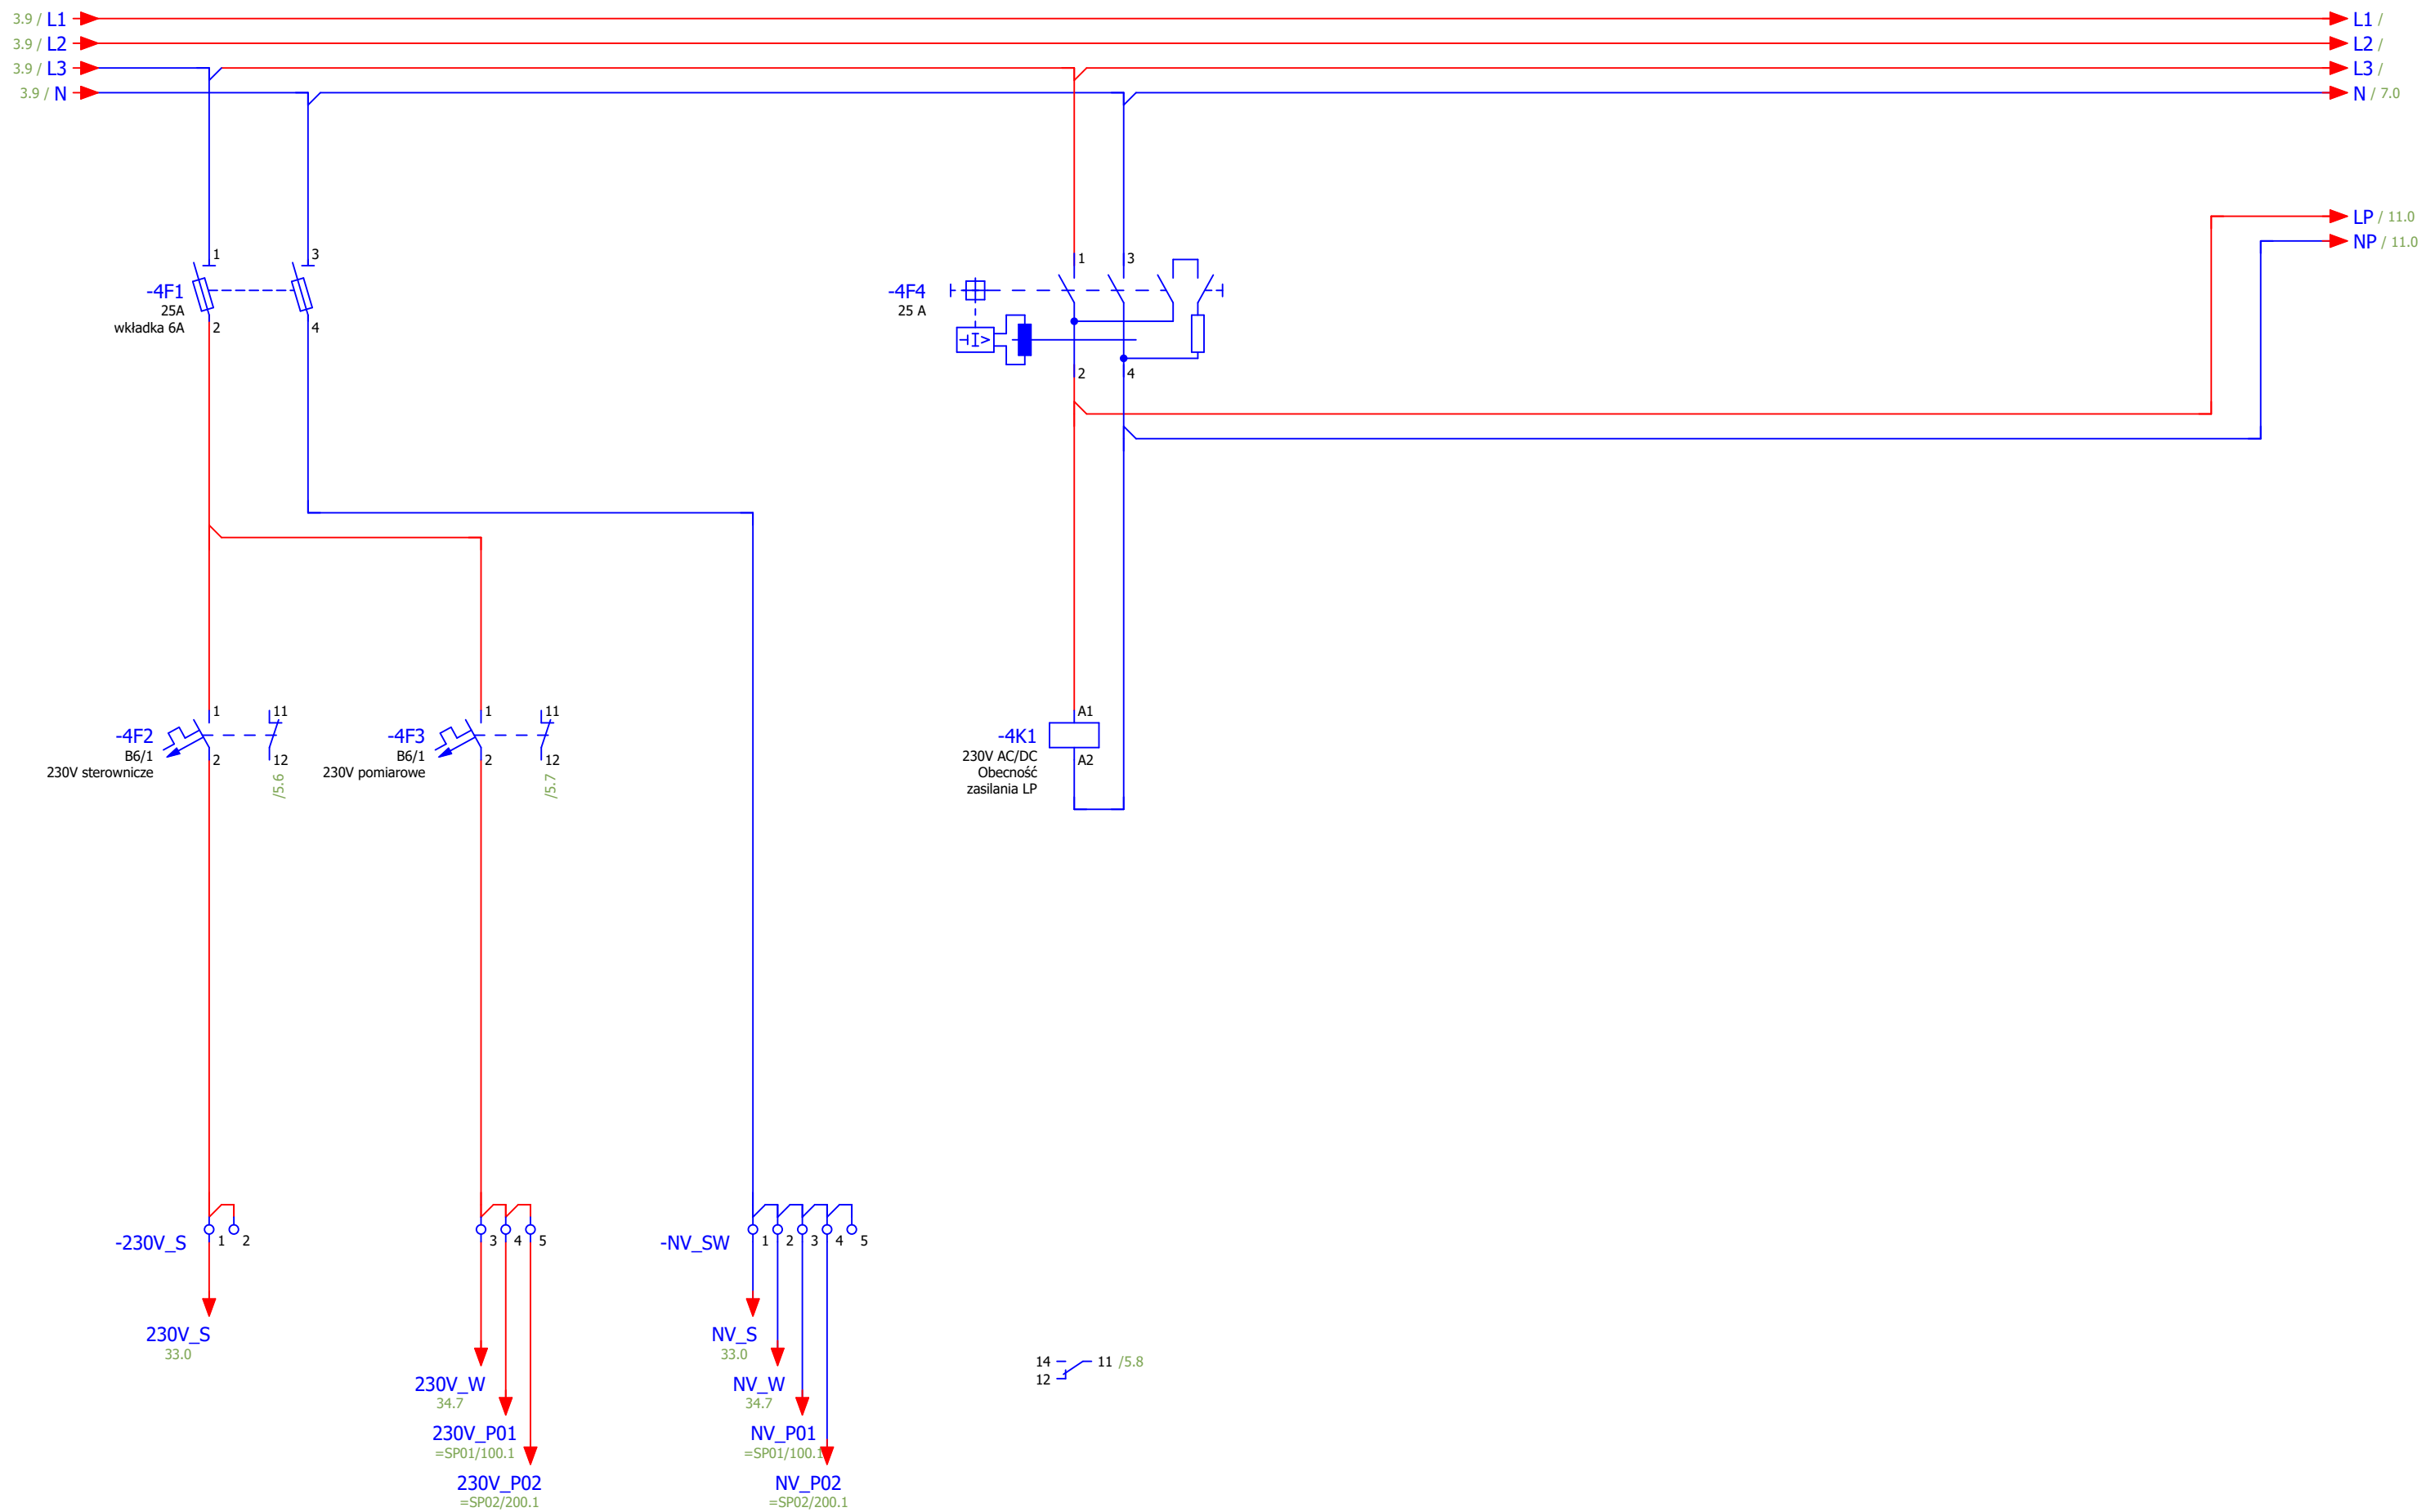 3.9 / L1
L1 /
3.9 / L2
L2 /
3.9 / L3
L3 /
3.9 / N
N / 7.0
LP / 11.0
NP / 11.0
1
3
-4F1
25A
wkładka 6A
2
4
1
3
-4F4
25 A
I>
2
4
1
11
-4F2
B6/1
230V sterownicze
2
12
/5.6
1
11
-4F3
B6/1
230V pomiarowe
2
12
/5.7
A1
-4K1
230V AC/DC
Obecność
zasilania LP
A2
-230V_S
1
2
3
4
5
-NV_SW
1
2
3
4
5
230V_S
33.0
230V_W
34.7
230V_P01
=SP01/100.1
230V_P02
=SP02/200.1
NV_S
33.0
NV_W
34.7
NV_P01
=SP01/100.1
NV_P02
=SP02/200.1
14
11 /5.8
12